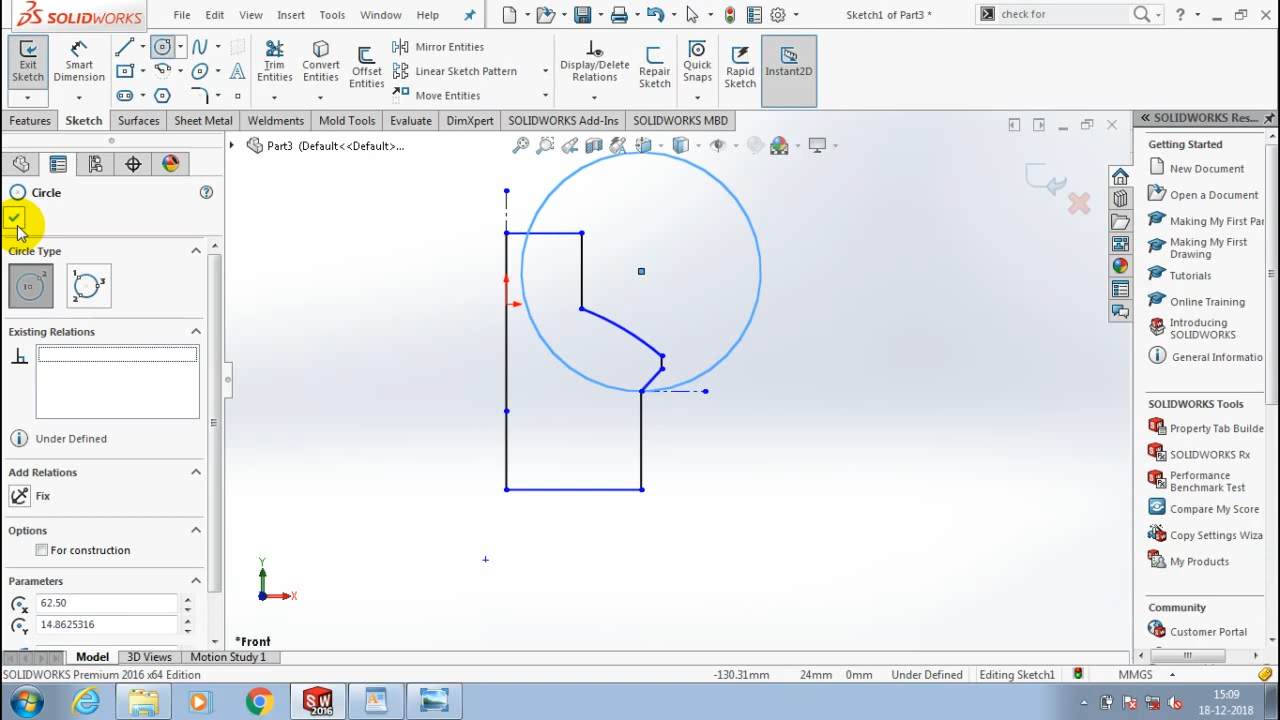 SOLIDWORKS File Edit View Insert Tools Window Help Sketch1 of Part3 * check for ?
Exit Sketch
Smart Dimension
Trim Entities
Convert Entities
Offset Entities
Mirror Entities
Linear Sketch Pattern
Move Entities
Display/Delete Relations
Repair Sketch
Quick Snaps
Rapid Sketch
Instant2D
Features Sketch Surfaces Sheet Metal Mold Tools Weldments Evaluate DimXpert SOLIDWORKS Add-Ins SOLIDWORKS MBD
Part3 (Default<<Default>...
Circle
Circle Type
Existing Relations
Under Defined
Add Relations
Fix
Options
For construction
Parameters
62.50
14.8625316
Y
X
*Front
SOLIDWORKS Res...
Getting Started
New Document
Open a Document
Making My First Par
Making My First Drawing
Tutorials
Online Training
Introducing SOLIDWORKS
General Informatio
SOLIDWORKS Tools
Property Tab Builde
SOLIDWORKS Rx
Performance Benchmark Test
Compare My Score
Copy Settings Wiza
My Products
Community
Customer Portal
Model 3D Views Motion Study 1
SOLIDWORKS Premium 2016 x64 Edition -130.31mm 24mm 0mm Under Defined Editing Sketch1 MMGS
SW 2016
15:09
18-12-2018